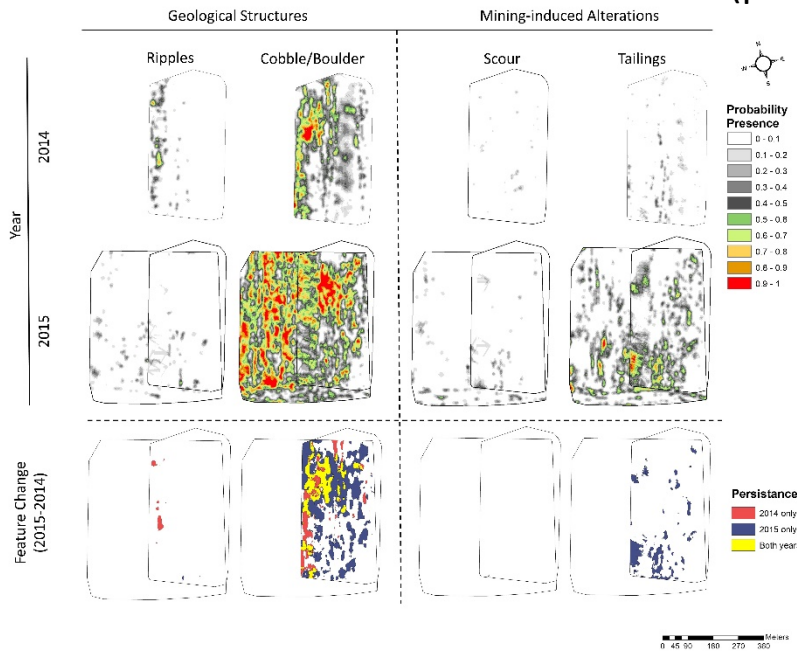 Geological Structures
Mining-induced Alterations
Ripples
Cobble/Boulder
Scour
Tailings
N
N
E
S
Probability
Presence
0 - 0 1
0.1 - 0.2
0.2 - 0.3
0.3 - 0.4
0.4 - 0.5
0.5 - 0.6
0.6 - 0.7
0.7 - 0.8
0.8 - 0.9
0.9 - 1
Year
2014
2015
Feature Change
(2015-2014)
Persistance
2014 only
2015 only
Both years
Meters
0 45 90 160 270 360